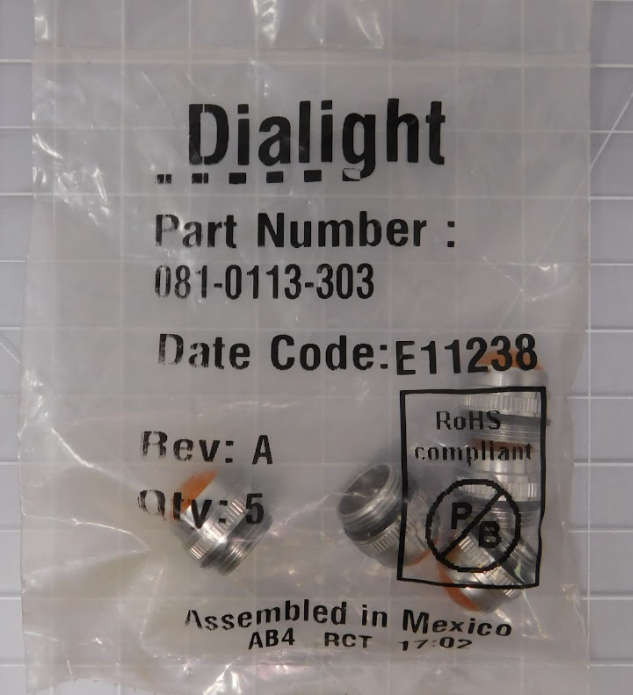 Dialight
Part Number :
081-0113-303
Date Code:E11238
Rev: A
Qty: 5
RoHS
compliant
PB
Assembled in Mexico
AB4 RCT 17:02